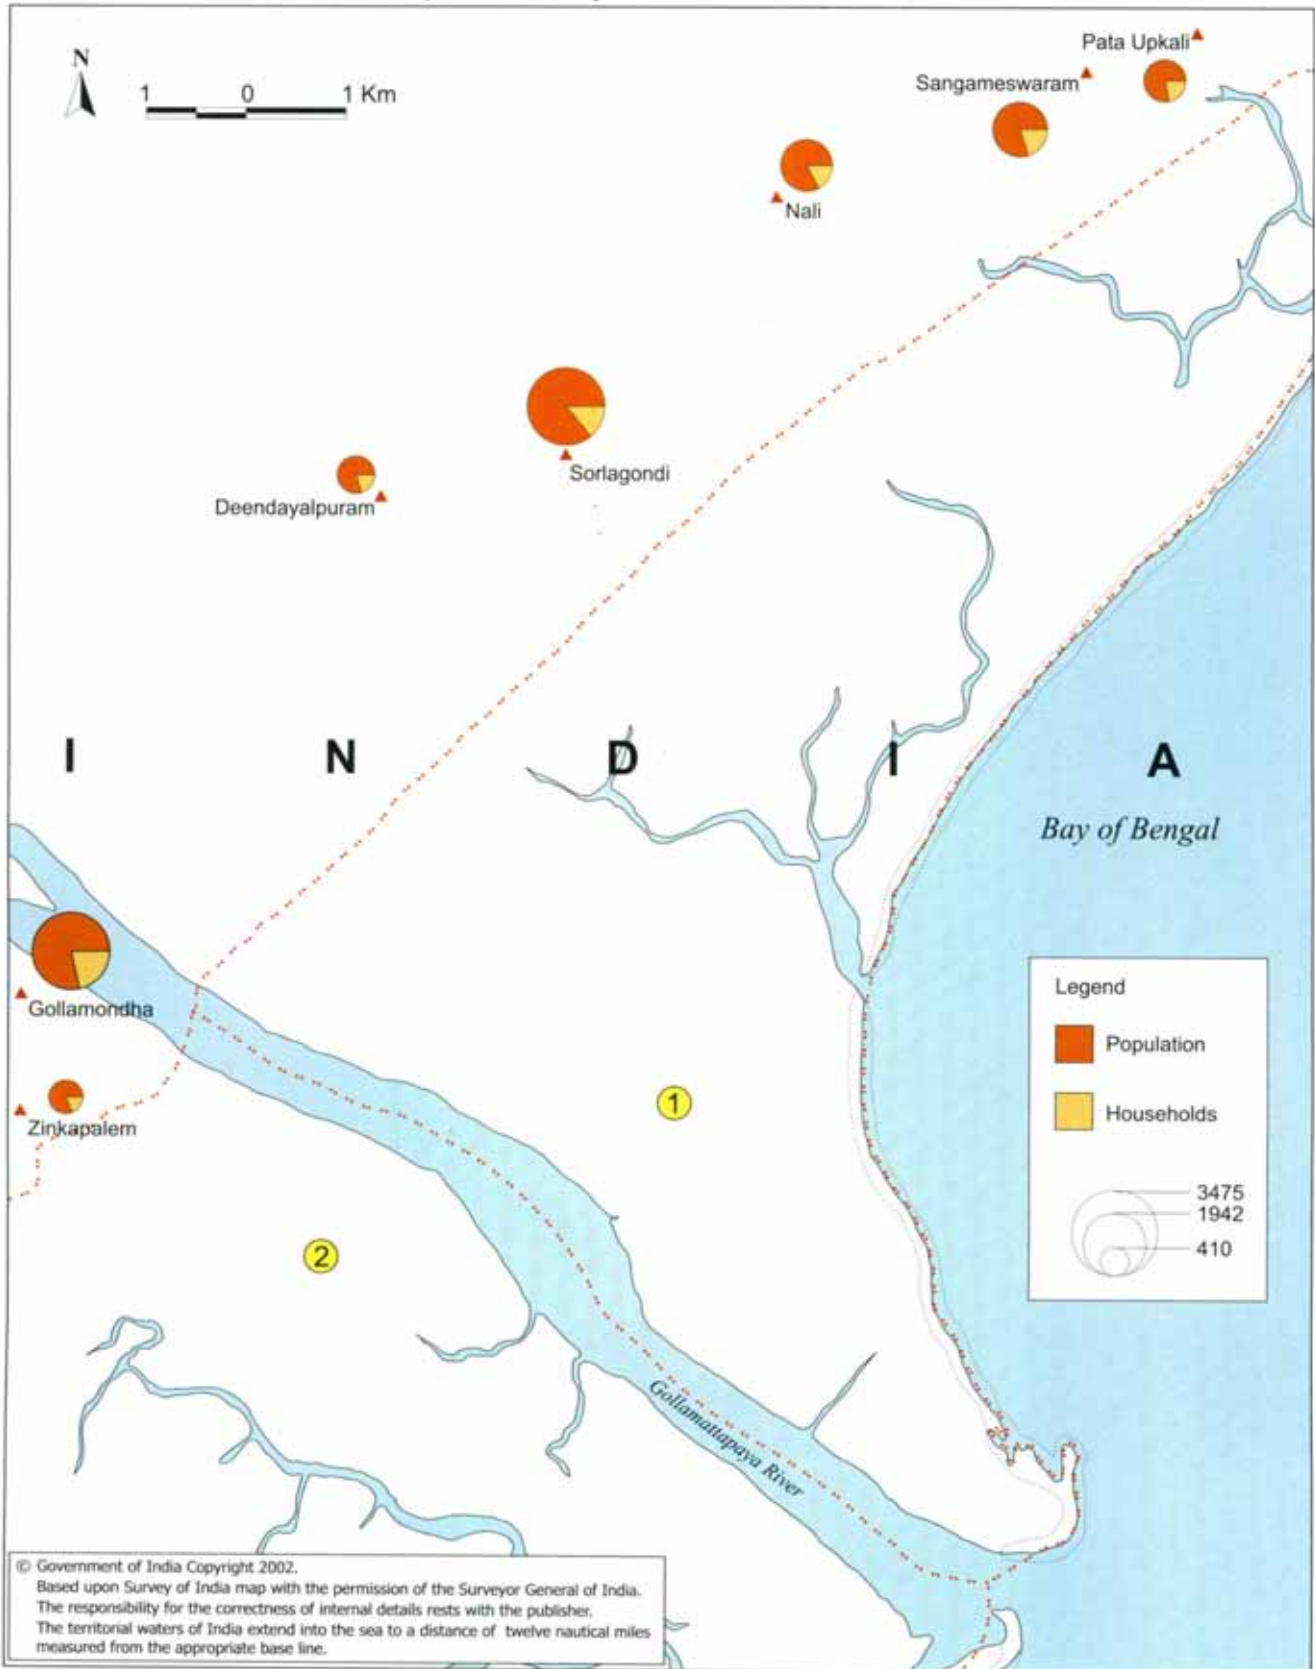 N
1 0 1 Km
Pata Upkali
Sangameswaram
Nali
Sorlagondi
Deendayalpuram
I N D I A
Bay of Bengal
Gollamondha
Legend
Population
Households
3475
1942
410
1
Zinkapalem
2
Gollamattapaya River
© Government of India Copyright 2002.
Based upon Survey of India map with the permission of the Surveyor General of India.
The responsibility for the correctness of internal details rests with the publisher.
The territorial waters of India extend into the sea to a distance of twelve nautical miles
measured from the appropriate base line.